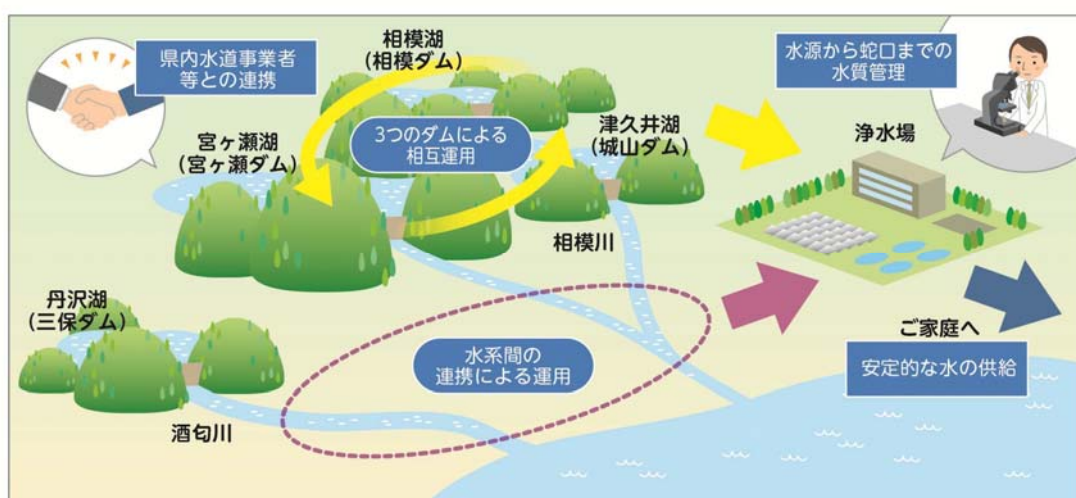 県内水道事業者
等との連携
相模湖
(相模ダム)
水源から蛇口までの
水質管理
宮ヶ瀬湖
(宮ヶ瀬ダム)
3つのダムによる
相互運用
津久井湖
(城山ダム)
浄水場
相模川
丹沢湖
(三保ダム)
水系間の
連携による運用
ご家庭へ
安定的な水の供給
酒匂川